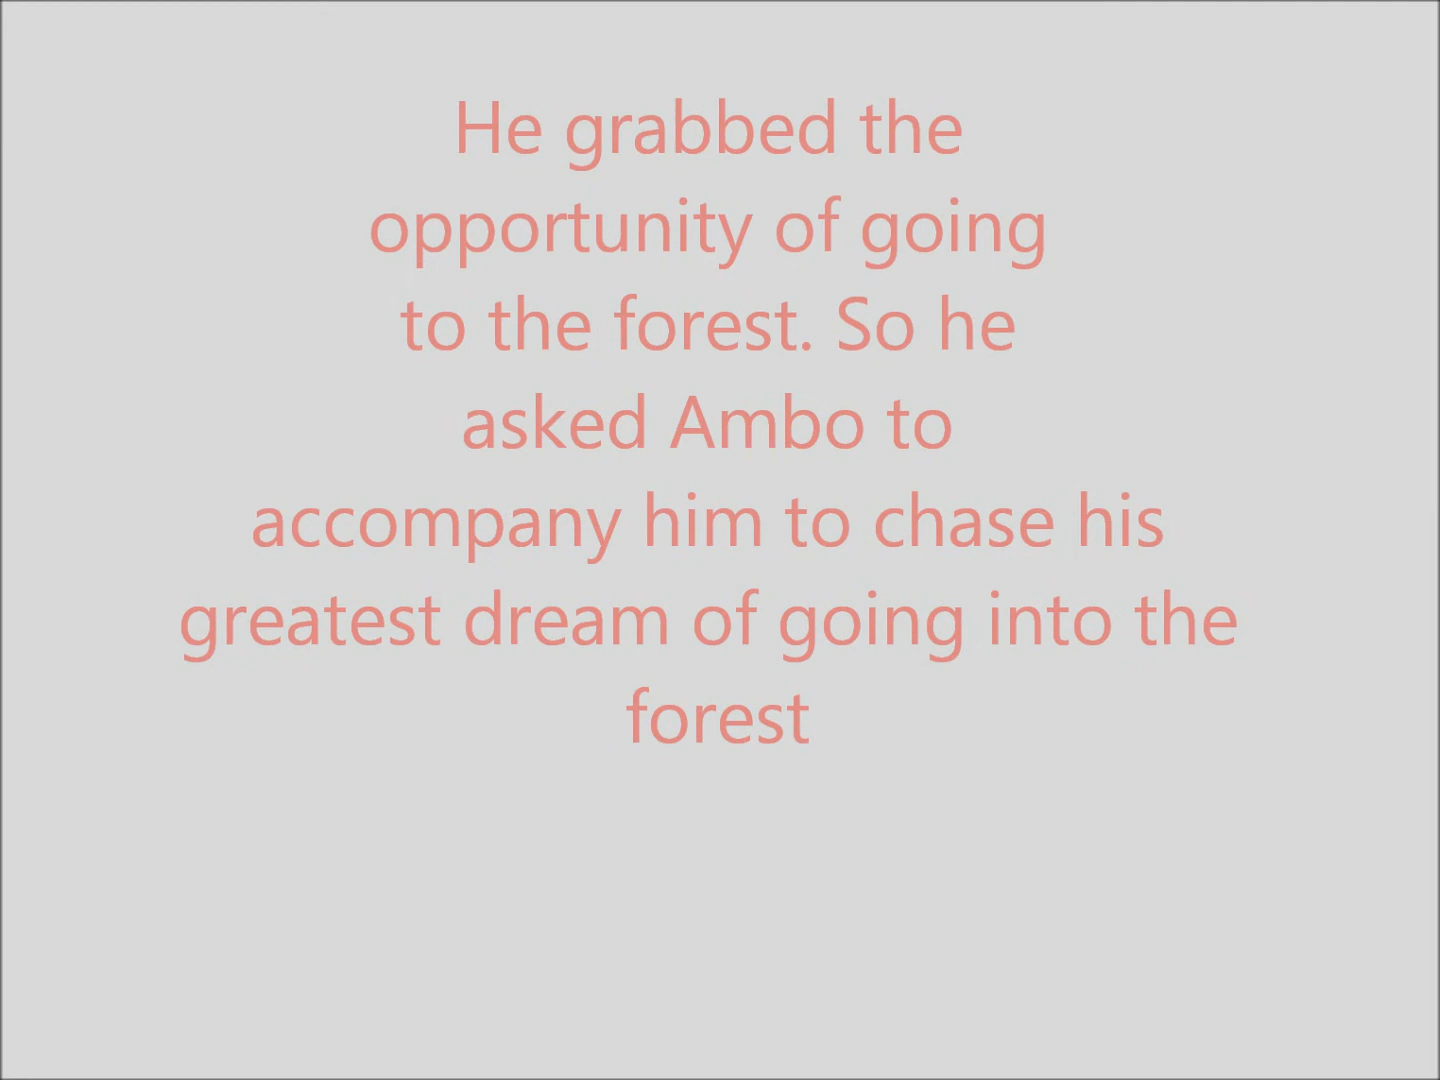 He grabbed the
opportunity of going
to the forest. So he
asked Ambo to
accompany him to chase his
greatest dream of going into the
forest